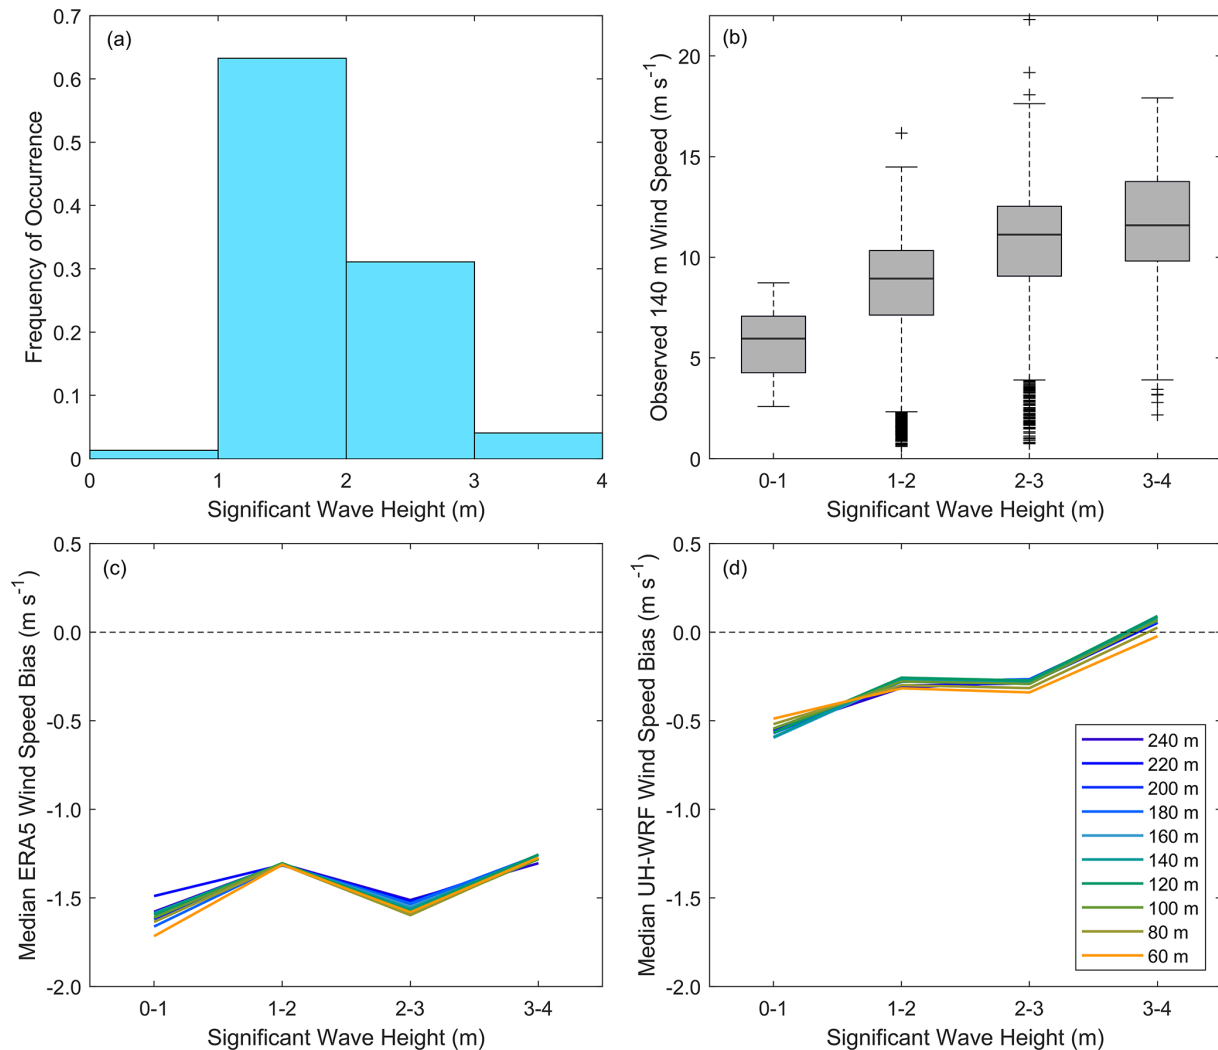 (a)
0.7
0.6
0.5
0.4
0.3
0.2
0.1
0
Frequency of Occurrence
0 1 2 3 4
Significant Wave Height (m)
(b)
20
15
10
5
0
Observed 140 m Wind Speed (m s⁻¹)
0-1 1-2 2-3 3-4
Significant Wave Height (m)
(c)
0.5
0.0
-0.5
-1.0
-1.5
-2.0
Median ERA5 Wind Speed Bias (m s⁻¹)
0-1 1-2 2-3 3-4
Significant Wave Height (m)
(d)
0.5
0.0
-0.5
-1.0
-1.5
-2.0
Median UH-WRF Wind Speed Bias (m s⁻¹)
240 m
220 m
200 m
180 m
160 m
140 m
120 m
100 m
80 m
60 m
0-1 1-2 2-3 3-4
Significant Wave Height (m)